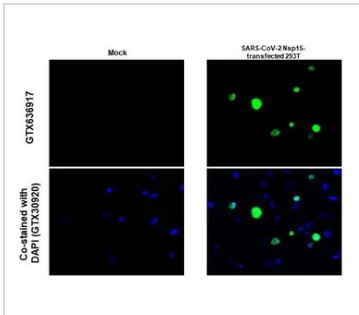 Mock
SARS-CoV-2 Nsp15-
transfected 293T
GTX636917
Co-stained with
DAPI (GTX30920)